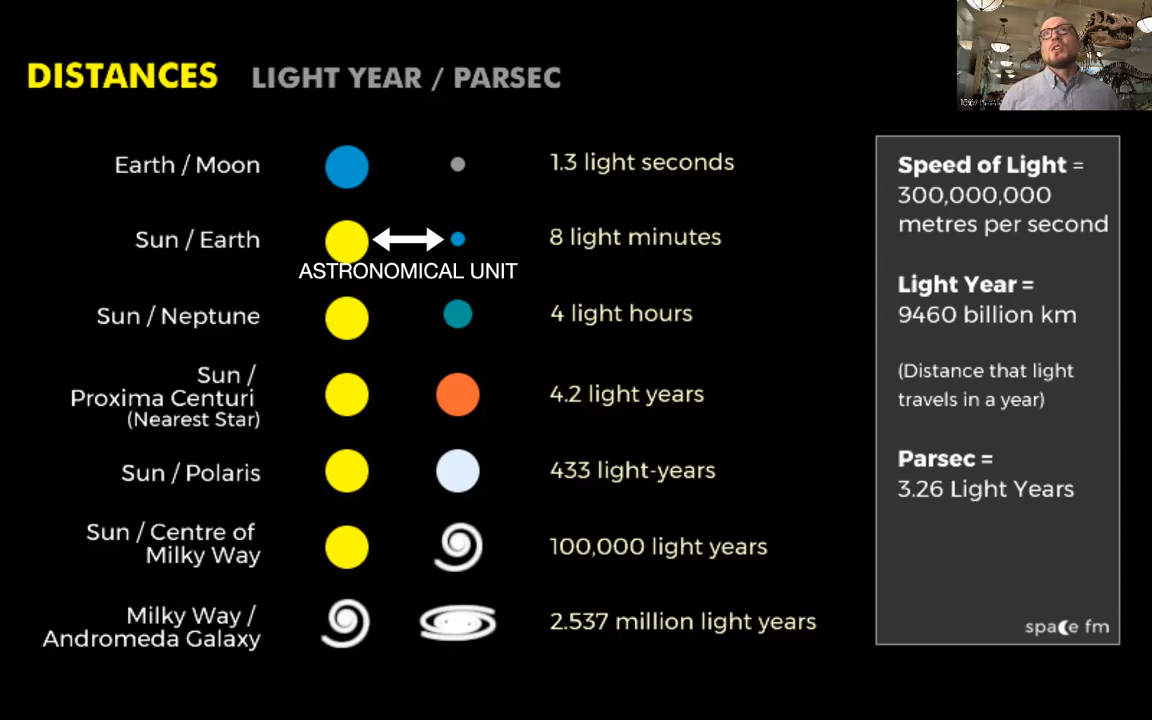 DISTANCES LIGHT YEAR / PARSEC
Earth / Moon 1.3 light seconds
Sun / Earth 8 light minutes
ASTRONOMICAL UNIT
Sun / Neptune 4 light hours
Sun /
Proxima Centuri 4.2 light years
(Nearest Star)
Sun / Polaris 433 light-years
Sun / Centre of
Milky Way 100,000 light years
Milky Way /
Andromeda Galaxy 2.537 million light years
Speed of Light =
300,000,000
metres per second
Light Year =
9460 billion km
(Distance that light
travels in a year)
Parsec =
3.26 Light Years
space fm